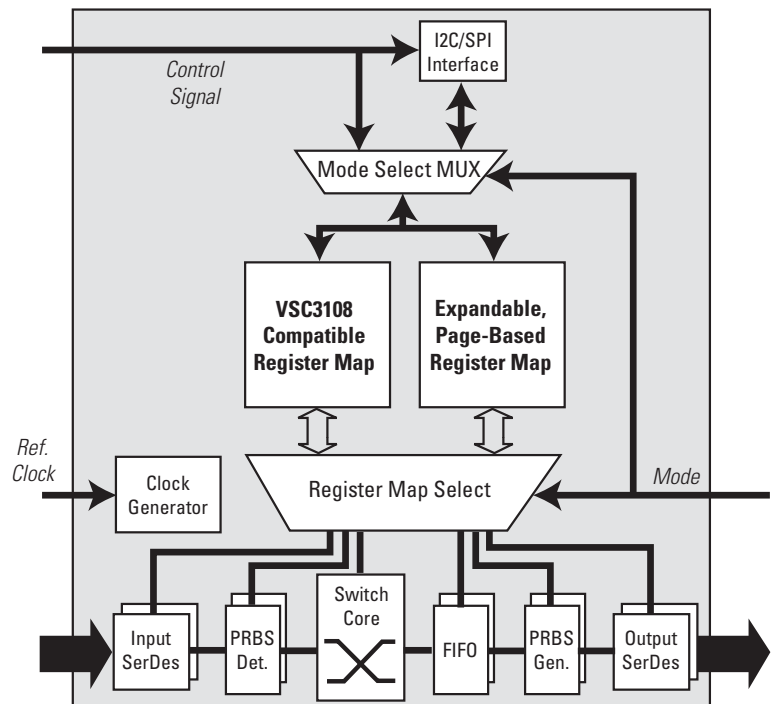 I2C/SPI
Interface
Control
Signal
Mode Select MUX
VSC3108
Compatible
Register Map
Expandable,
Page-Based
Register Map
Ref.
Clock
Clock
Generator
Register Map Select
Mode
Input
SerDes
PRBS
Det.
Switch
Core
FIFO
PRBS
Gen.
Output
SerDes